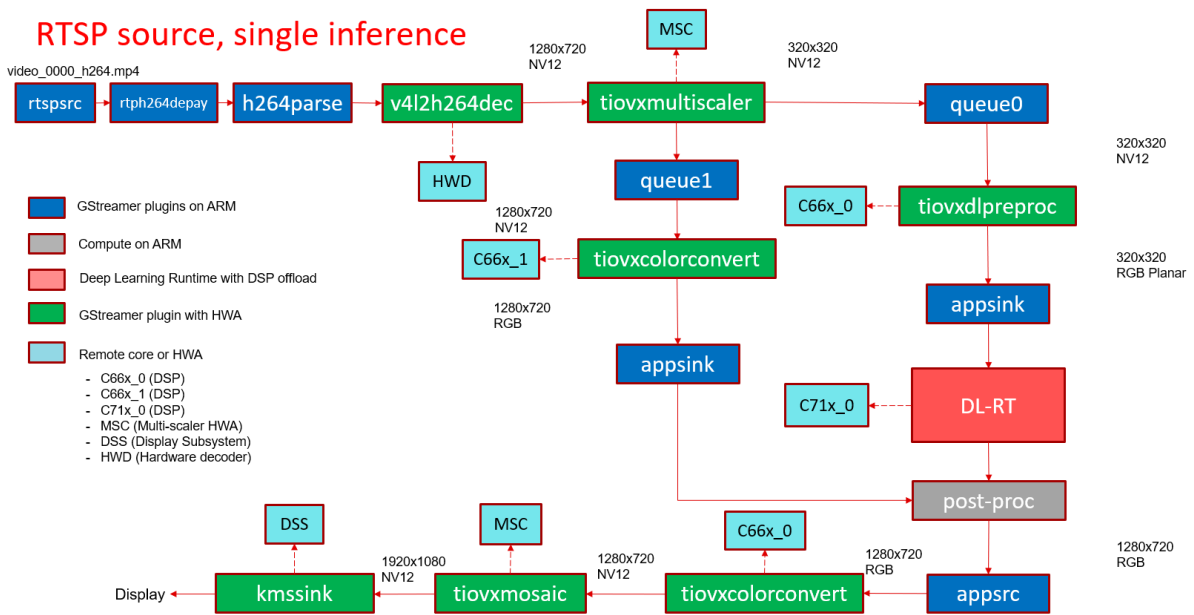 RTSP source, single inference
video_0000_h264.mp4
rtspsrc
rtph264depay
h264parse
v4l2h264dec
HWD
1280x720
NV12
MSC
tiovxmultiscaler
320x320
NV12
queue0
queue1
320x320
NV12
1280x720
NV12
C66x_0
tiovxdlpreproc
C66x_1
tiovxcolorconvert
320x320
RGB Planar
1280x720
RGB
appsink
appsink
C71x_0
DL-RT
post-proc
GStreamer plugins on ARM
Compute on ARM
Deep Learning Runtime with DSP offload
GStreamer plugin with HWA
Remote core or HWA
- C66x_0 (DSP)
- C66x_1 (DSP)
- C71x_0 (DSP)
- MSC (Multi-scaler HWA)
- DSS (Display Subsystem)
- HWD (Hardware decoder)
DSS
MSC
C66x_0
1280x720
RGB
Display
kmssink
1920x1080
NV12
tiovxmosaic
1280x720
NV12
tiovxcolorconvert
1280x720
RGB
appsrc